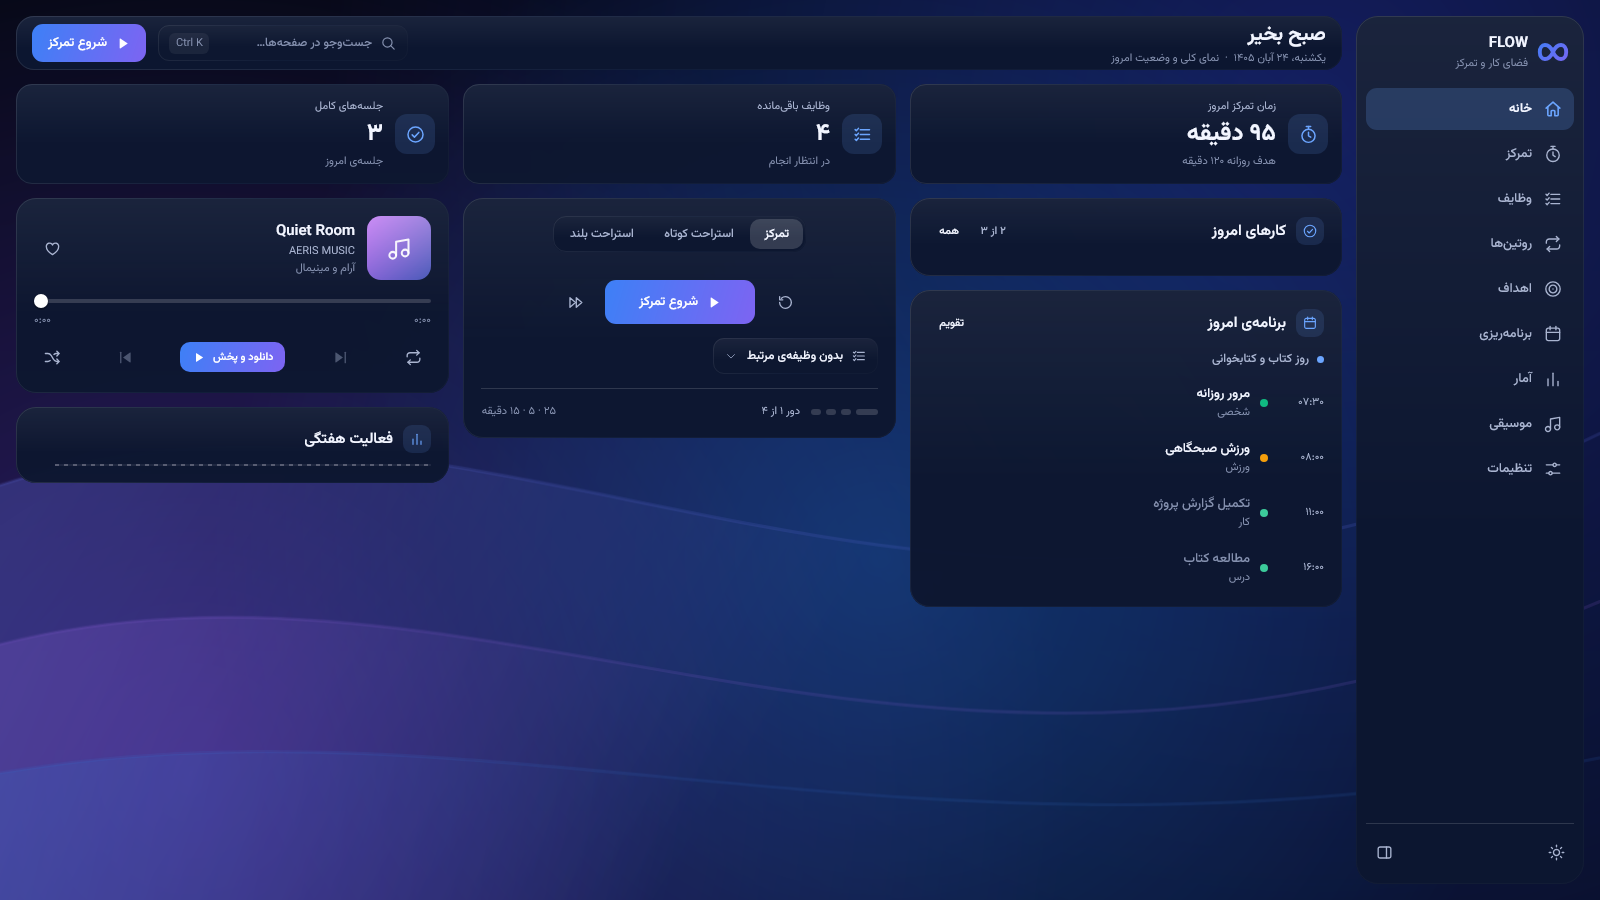 FLOW
فضای کار و تمرکز
خانه
تمرکز
وظایف
روتین‌ها
اهداف
برنامه‌ریزی
آمار
موسیقی
تنظیمات
صبح بخیر
یکشنبه، ۲۴ آبان ۱۴۰۵ · نمای کلی و وضعیت امروز
جست‌وجو در صفحه‌ها...
Ctrl K
شروع تمرکز
زمان تمرکز امروز
۹۵ دقیقه
هدف روزانه ۱۲۰ دقیقه
وظایف باقی‌مانده
۴
در انتظار انجام
جلسه‌های کامل
۳
جلسه‌ی امروز
کارهای امروز
۲ از ۳
همه
برنامه‌ی امروز
تقویم
روز کتاب و کتابخوانی
۰۷:۳۰
مرور روزانه
شخصی
۰۸:۰۰
ورزش صبحگاهی
ورزش
۱۱:۰۰
تکمیل گزارش پروژه
کار
۱۶:۰۰
مطالعه کتاب
درس
تمرکز
استراحت کوتاه
استراحت بلند
شروع تمرکز
بدون وظیفه‌ی مرتبط
دور ۱ از ۴
۲۵ · ۵ · ۱۵ دقیقه
Quiet Room
AERIS MUSIC
آرام و مینیمال
۰:۰۰
۰:۰۰
دانلود و پخش
فعالیت هفتگی